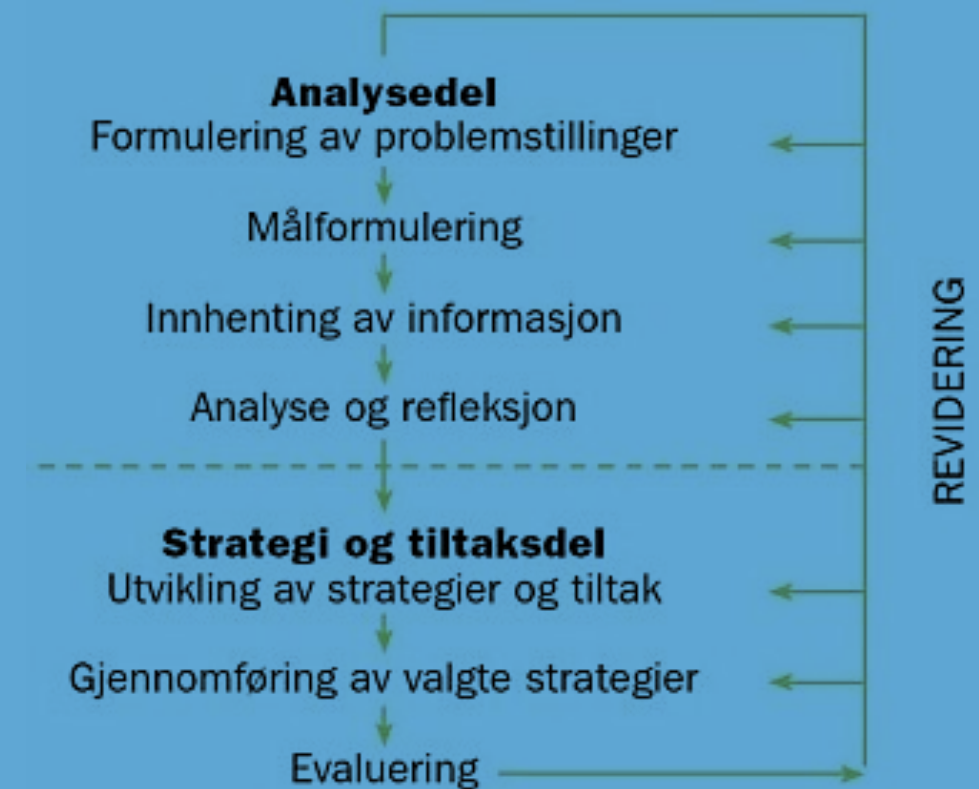 Analysedel
Formulering av problemstillinger
Målformulering
Innhenting av informasjon
Analyse og refleksjon
Strategi og tiltaksdel
Utvikling av strategier og tiltak
Gjennomføring av valgte strategier
Evaluering
REVIDERING